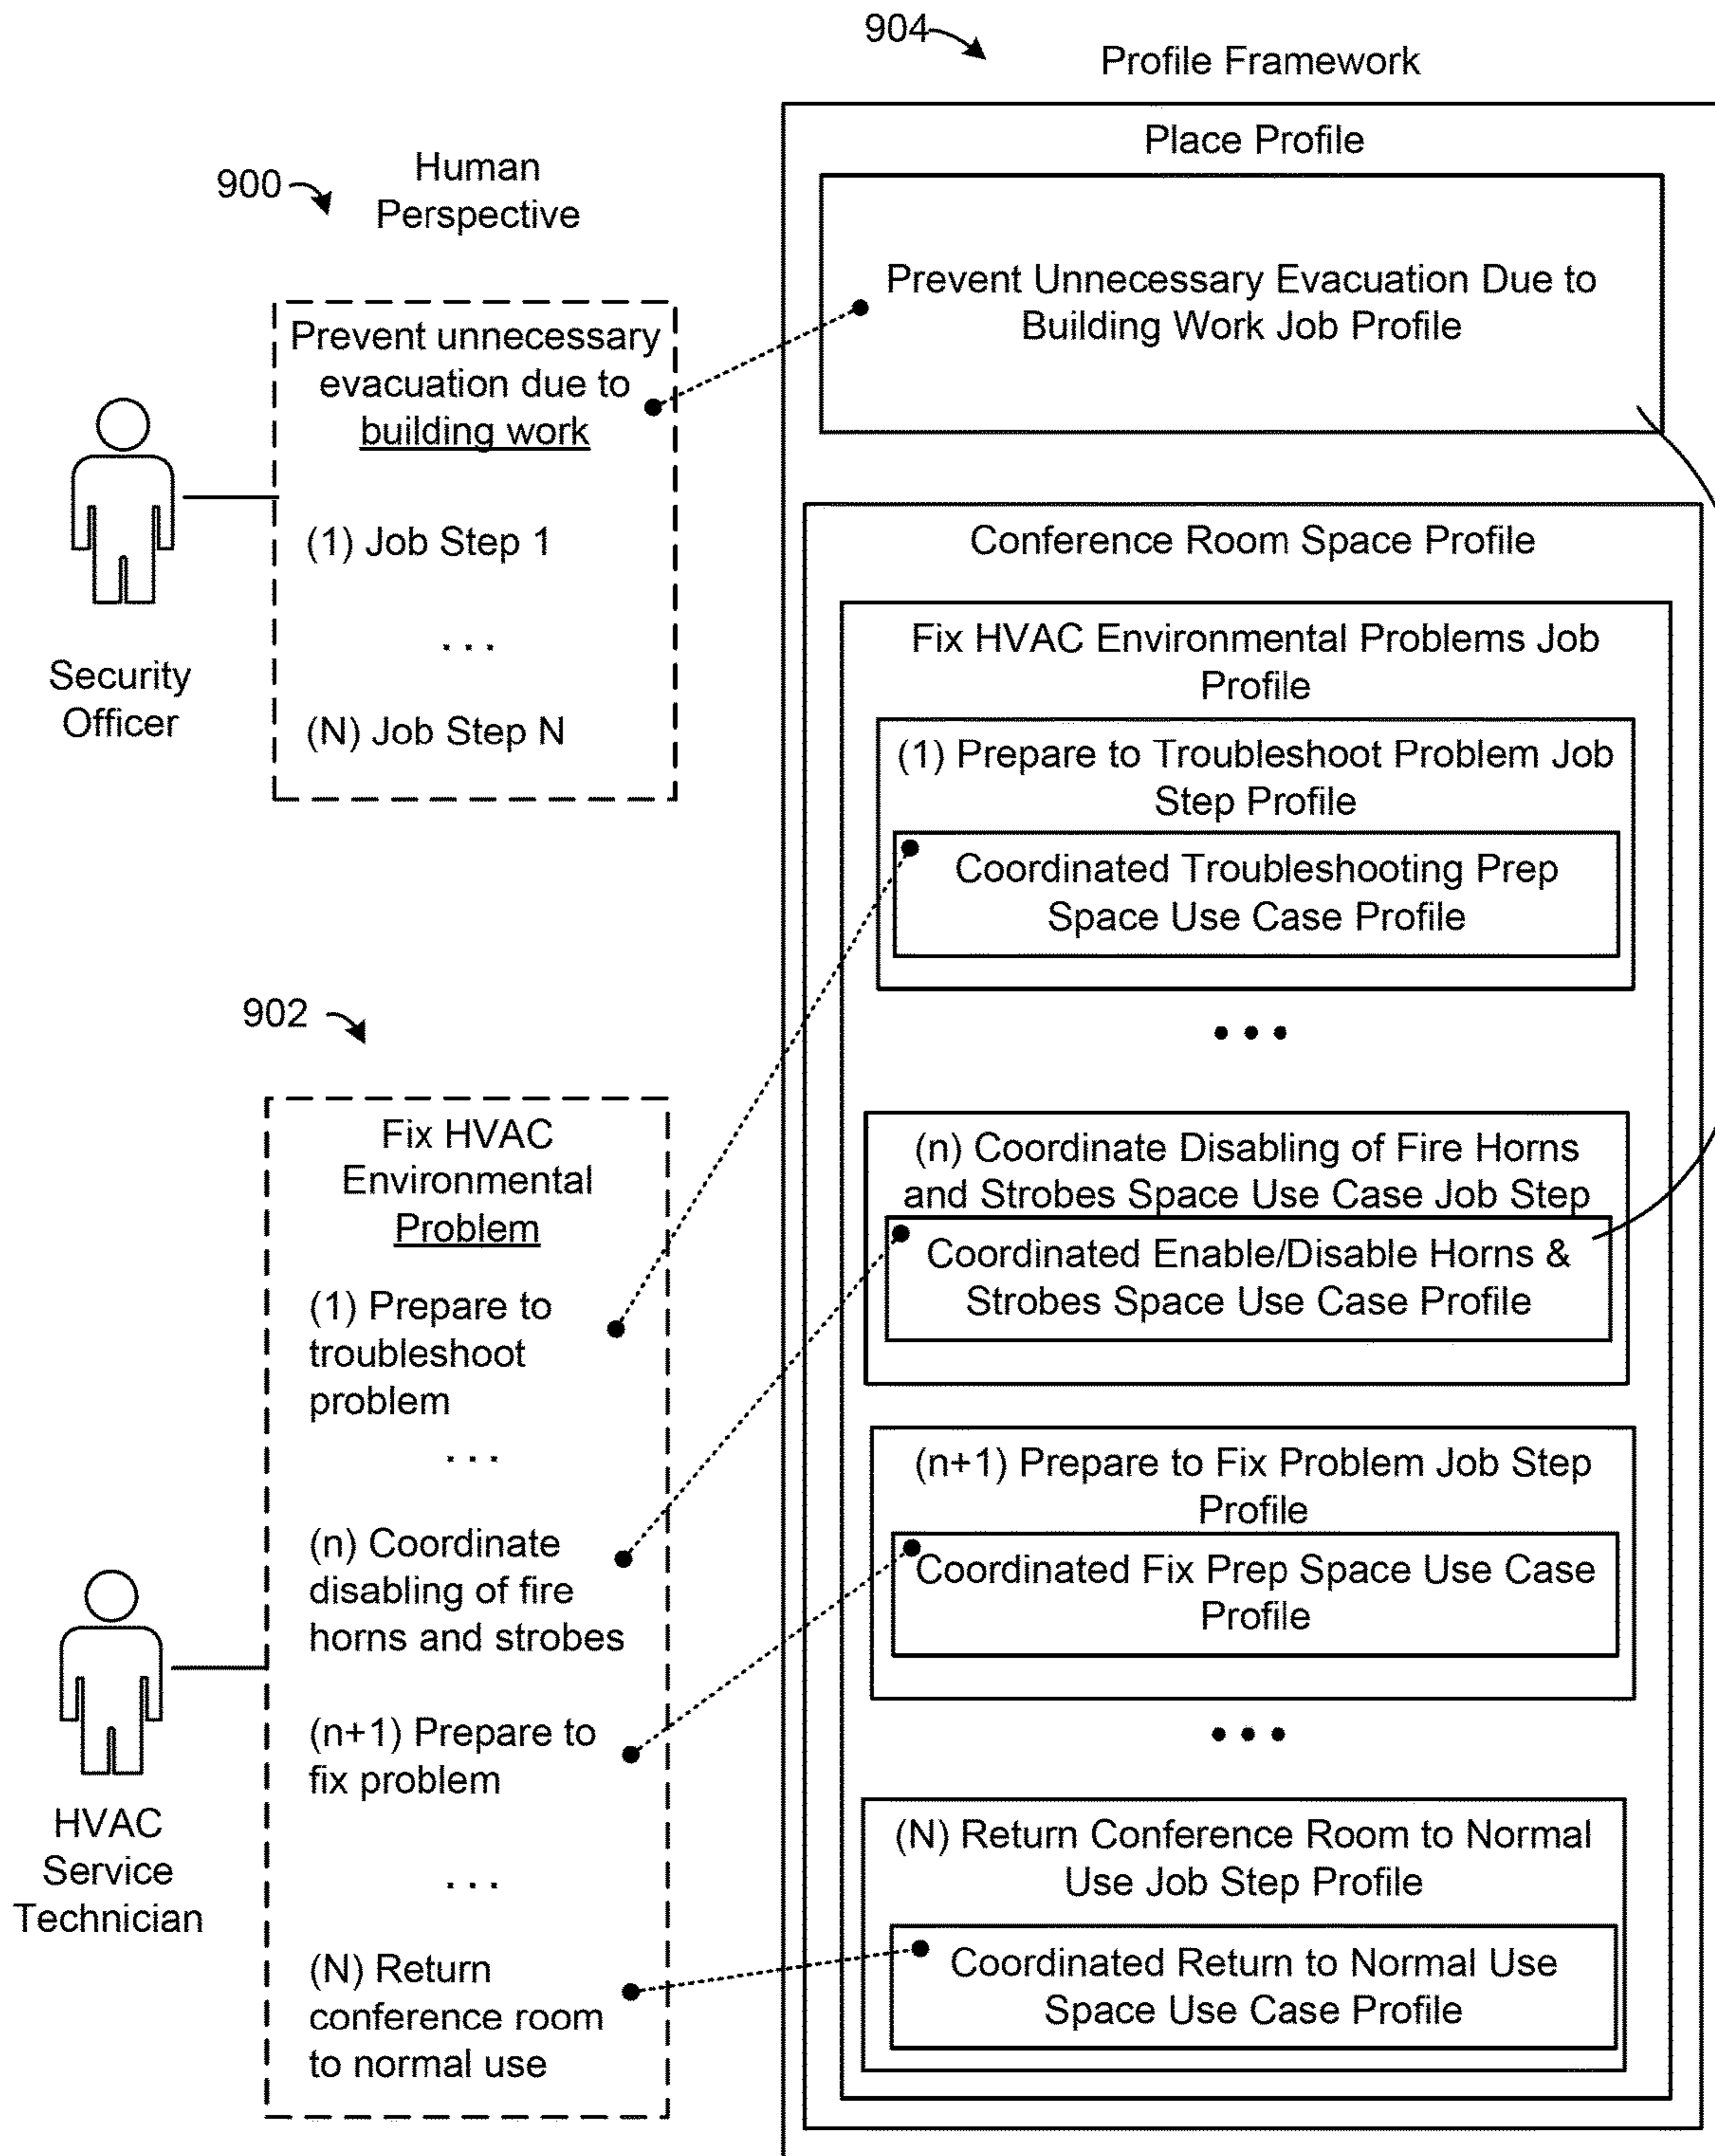 904
Profile Framework
Place Profile
Prevent Unnecessary Evacuation Due to
Building Work Job Profile
900
Human
Perspective
Prevent unnecessary
evacuation due to
building work
(1) Job Step 1
...
(N) Job Step N
Security
Officer
Conference Room Space Profile
Fix HVAC Environmental Problems Job
Profile
(1) Prepare to Troubleshoot Problem Job
Step Profile
Coordinated Troubleshooting Prep
Space Use Case Profile
...
(n) Coordinate Disabling of Fire Horns
and Strobes Space Use Case Job Step
Coordinated Enable/Disable Horns &
Strobes Space Use Case Profile
(n+1) Prepare to Fix Problem Job Step
Profile
Coordinated Fix Prep Space Use Case
Profile
...
(N) Return Conference Room to Normal
Use Job Step Profile
Coordinated Return to Normal Use
Space Use Case Profile
902
Fix HVAC
Environmental
Problem
(1) Prepare to
troubleshoot
problem
...
(n) Coordinate
disabling of fire
horns and strobes
(n+1) Prepare to
fix problem
...
(N) Return
conference room
to normal use
HVAC
Service
Technician